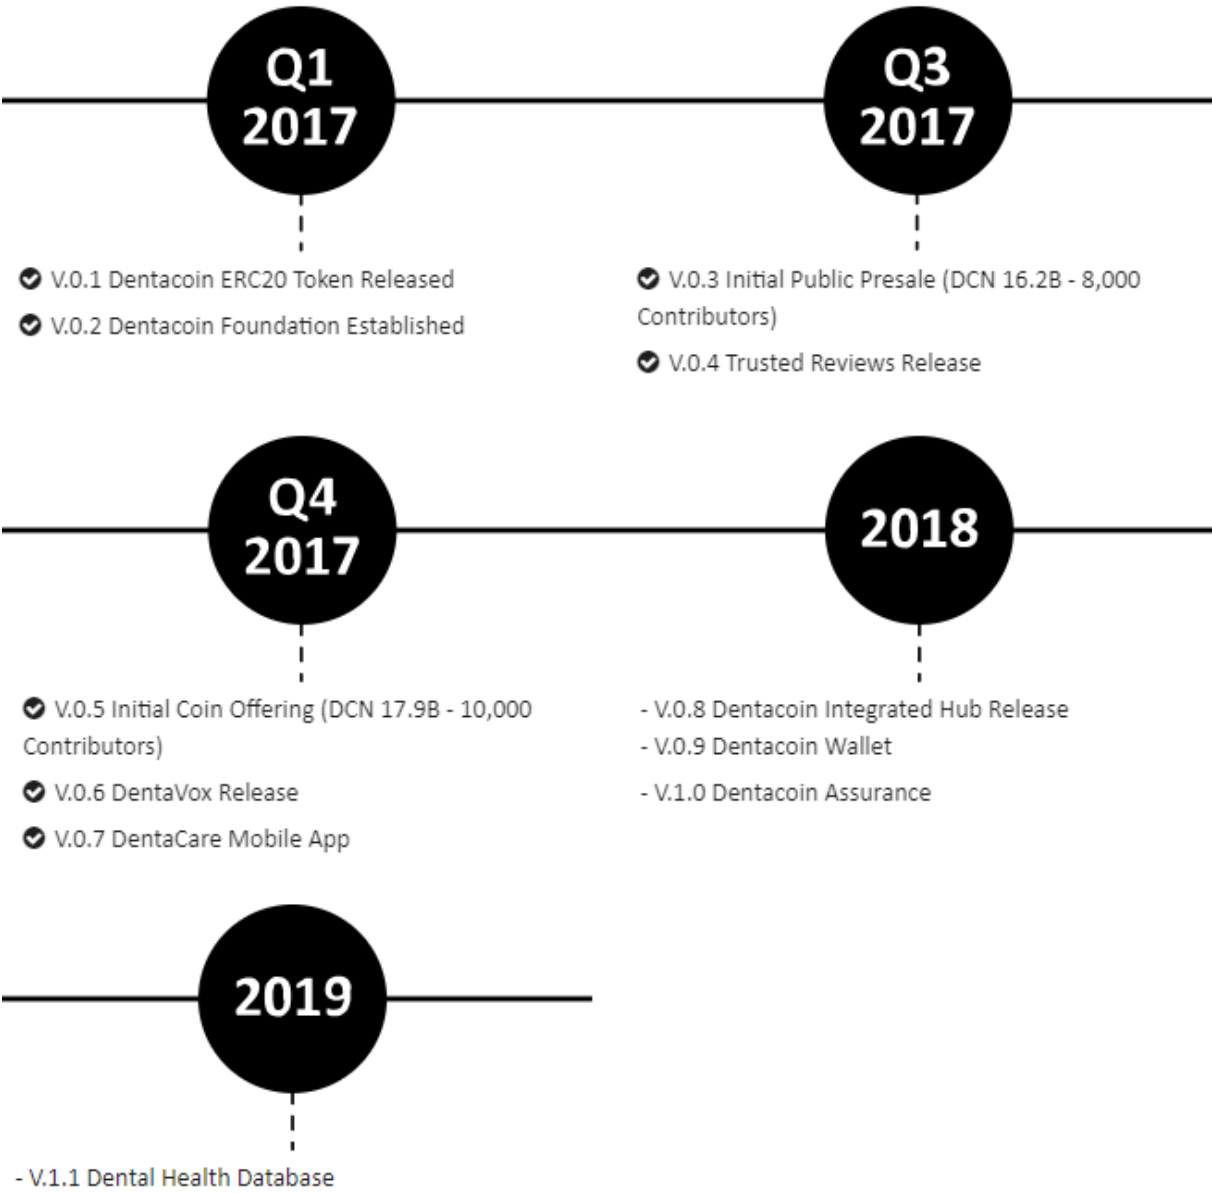 Q1
2017
V.0.1 Dentacoin ERC20 Token Released
V.0.2 Dentacoin Foundation Established
Q3
2017
V.0.3 Initial Public Presale (DCN 16.2B - 8,000
Contributors)
V.0.4 Trusted Reviews Release
Q4
2017
V.0.5 Initial Coin Offering (DCN 17.9B - 10,000
Contributors)
V.0.6 DentaVox Release
V.0.7 DentaCare Mobile App
2018
- V.0.8 Dentacoin Integrated Hub Release
- V.0.9 Dentacoin Wallet
- V.1.0 Dentacoin Assurance
2019
- V.1.1 Dental Health Database